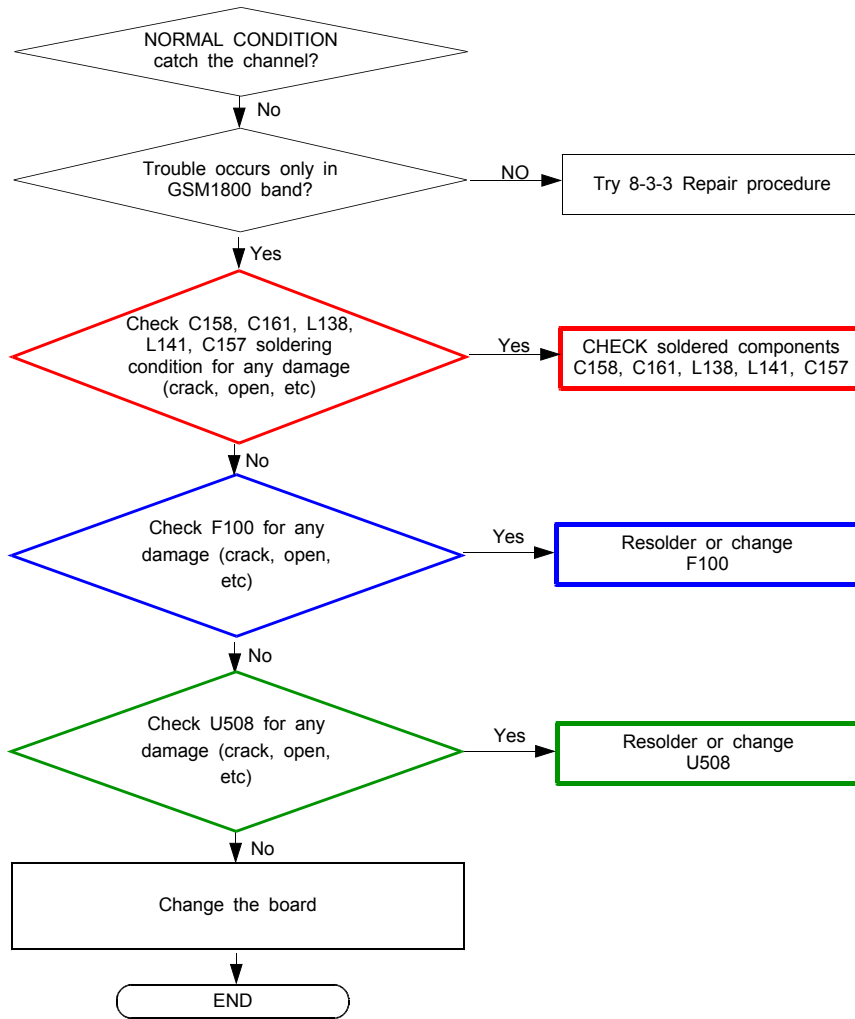 NORMAL CONDITION
catch the channel?
No
Trouble occurs only in
GSM1800 band?
NO
Try 8-3-3 Repair procedure
Yes
Check C158, C161, L138,
L141, C157 soldering
condition for any damage
(crack, open, etc)
Yes
CHECK soldered components
C158, C161, L138, L141, C157
No
Check F100 for any
damage (crack, open,
etc)
Yes
Resolder or change
F100
No
Check U508 for any
damage (crack, open,
etc)
Yes
Resolder or change
U508
No
Change the board
END